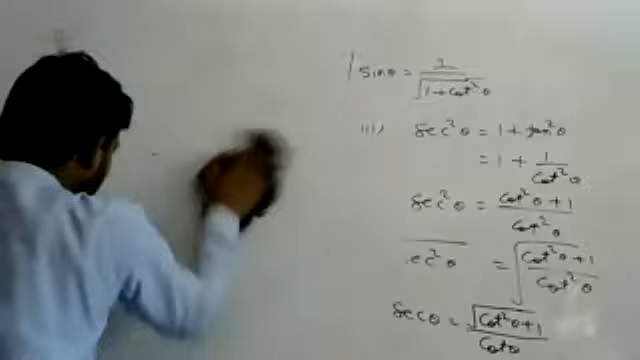 sinθ = 1/√(1+cot²θ)
iii) sec²θ = 1+tan²θ
= 1 + 1/cot²θ
sec²θ = (cot²θ+1)/cot²θ
ec²θ = √((cot²θ+1)/cot²θ)
secθ = √(cot²θ+1)/cotθ